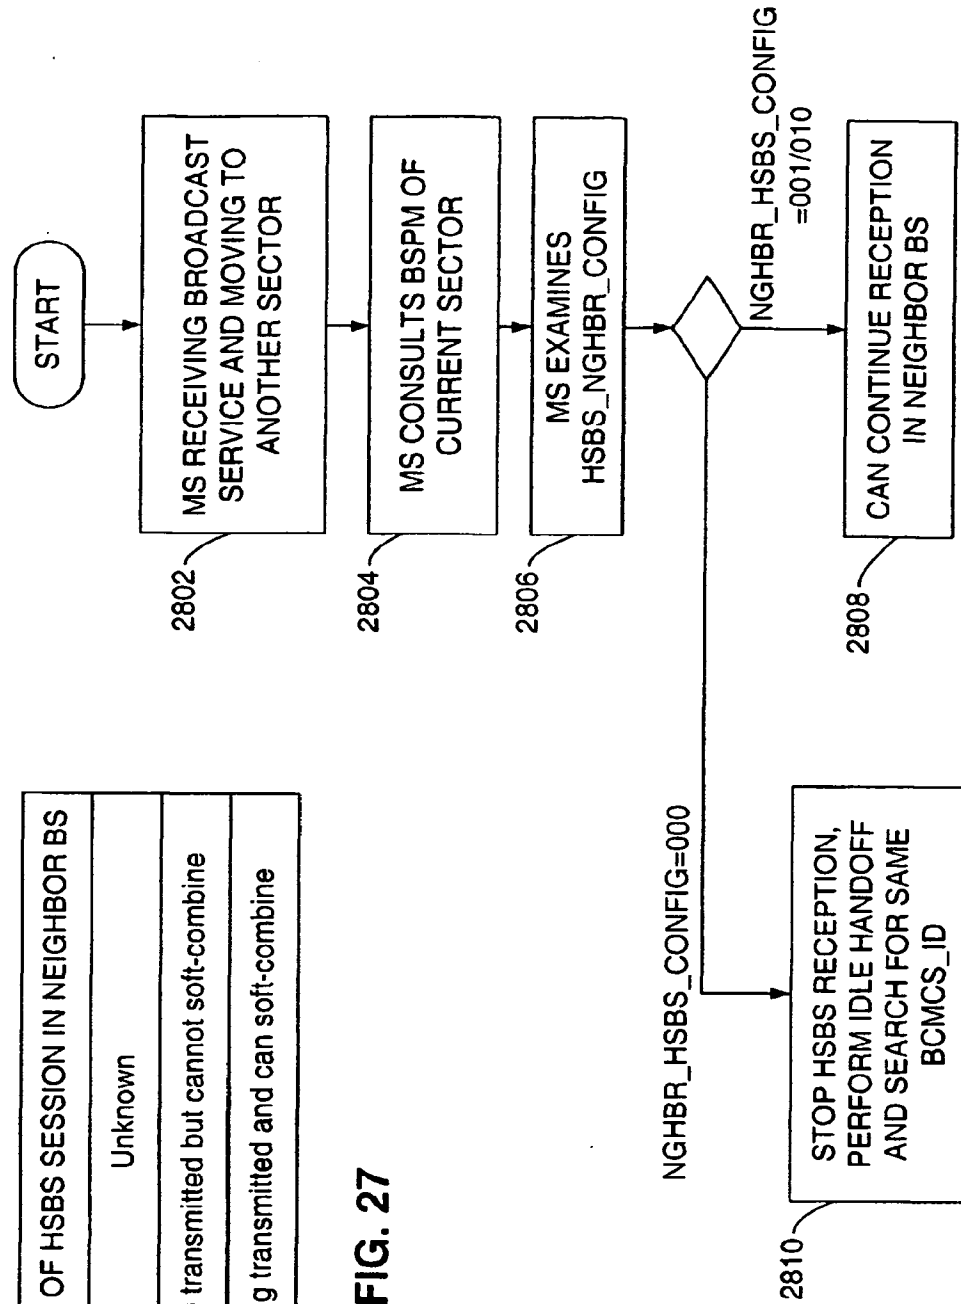 OF HSBS SESSION IN NEIGHBOR BS
Unknown
transmitted but cannot soft-combine
transmitted and can soft-combine
FIG. 27
START
MS RECEIVING BROADCAST
SERVICE AND MOVING TO
ANOTHER SECTOR
2802
MS CONSULTS BSPM OF
CURRENT SECTOR
2804
MS EXAMINES
HSBS_NGHBR_CONFIG
2806
NGHBR_HSBS_CONFIG
=001/010
CAN CONTINUE RECEPTION
IN NEIGHBOR BS
2808
NGHBR_HSBS_CONFIG=000
STOP HSBS RECEPTION,
PERFORM IDLE HANDOFF
AND SEARCH FOR SAME
BCMCS_ID
2810